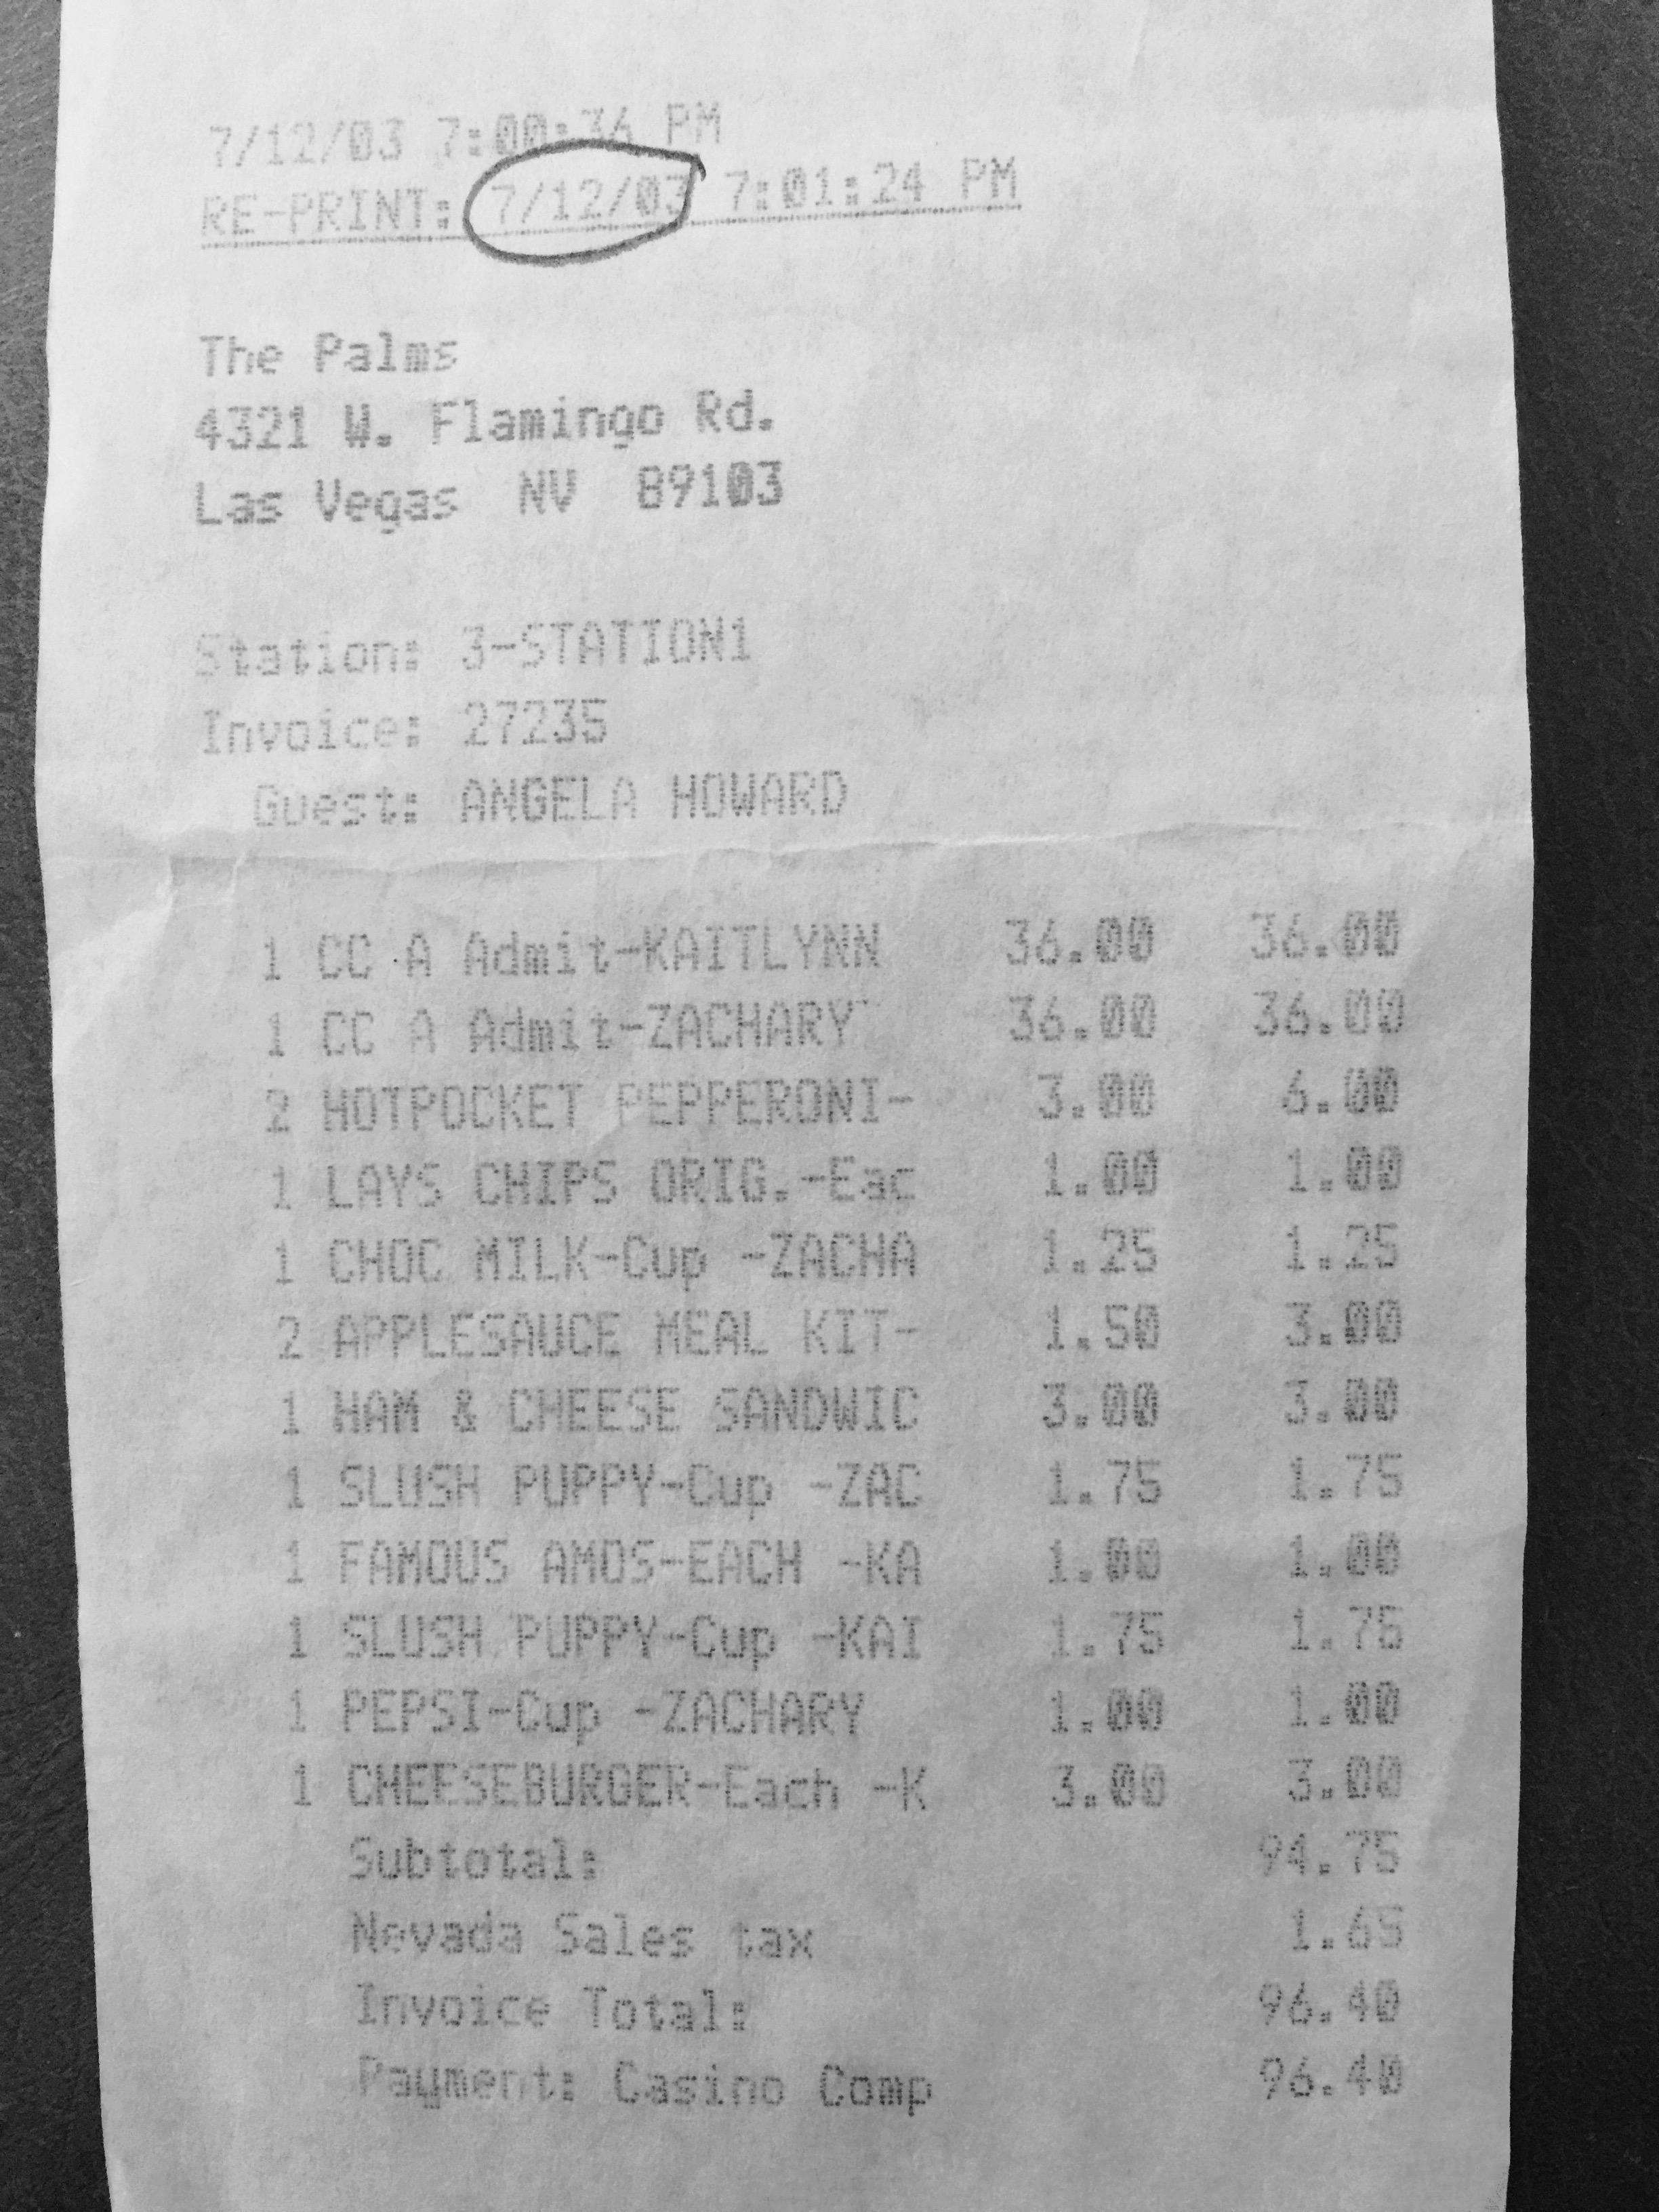 7/12/03 7:00:36 PM
RE-PRINT: 7/12/03 7:01:24 PM
The Palms
4321 W. Flamingo Rd.
Las Vegas NV 89103
Station: 3-STATION1
Invoice: 27235
Guest: ANGELA HOWARD
1 CC A Admit-KAITLYNN 36.00 36.00
1 CC A Admit-ZACHARY 36.00 36.00
2 HOTPOCKET PEPPERONI- 3.00 6.00
1 LAYS CHIPS ORIG.-Eac 1.00 1.00
1 CHOC MILK-Cup -ZACHA 1.25 1.25
2 APPLESAUCE MEAL KIT- 1.50 3.00
1 HAM & CHEESE SANDWIC 3.00 3.00
1 SLUSH PUPPY-Cup -ZAC 1.75 1.75
1 FAMOUS AMOS-EACH -KA 1.00 1.00
1 SLUSH PUPPY-Cup -KAI 1.75 1.75
1 PEPSI-Cup -ZACHARY 1.00 1.00
1 CHEESEBURGER-Each -K 3.00 3.00
Subtotal: 94.75
Nevada Sales tax 1.65
Invoice Total: 96.40
Payment: Casino Comp 96.40